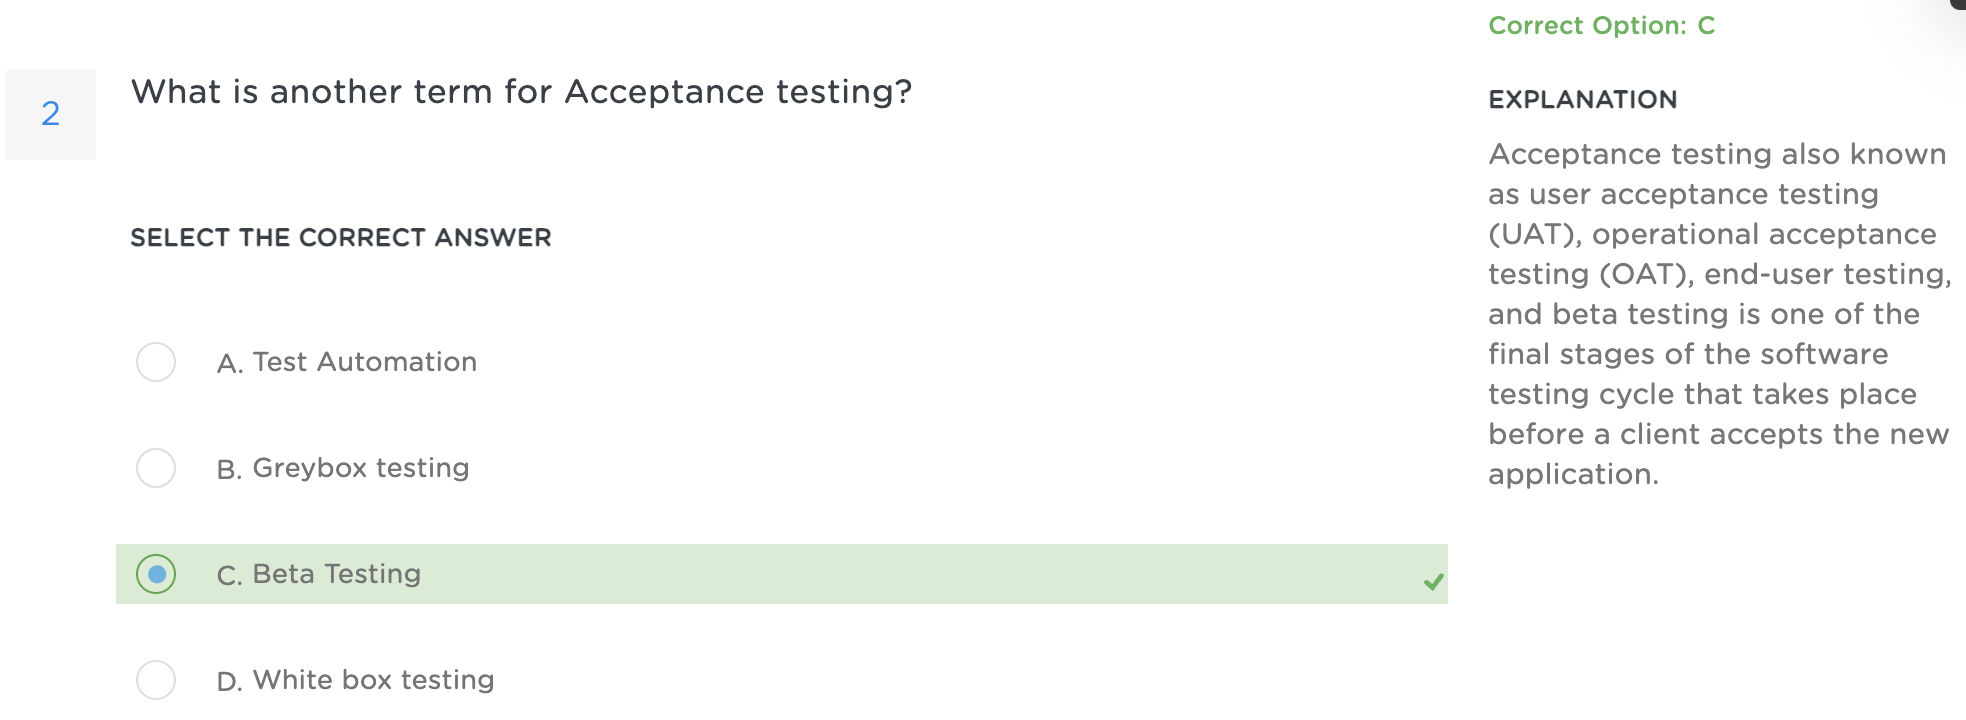 2
What is another term for Acceptance testing?
SELECT THE CORRECT ANSWER
A. Test Automation
B. Greybox testing
C. Beta Testing
D. White box testing
Correct Option: C
EXPLANATION
Acceptance testing also known
as user acceptance testing
(UAT), operational acceptance
testing (OAT), end-user testing,
and beta testing is one of the
final stages of the software
testing cycle that takes place
before a client accepts the new
application.